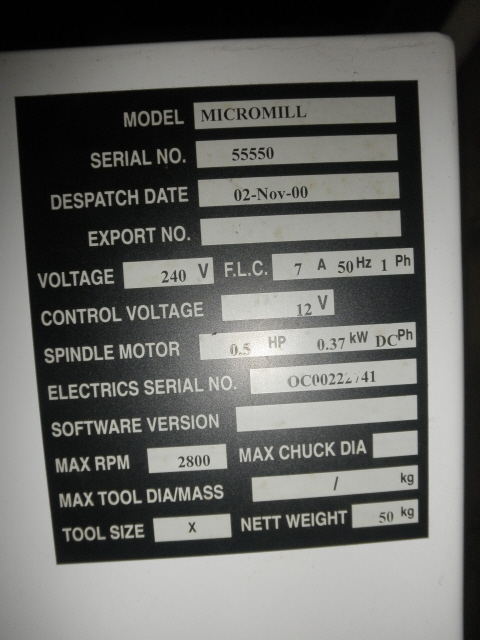 MODEL MICROMILL
SERIAL NO. 55550
DESPATCH DATE 02-Nov-00
EXPORT NO.
VOLTAGE 240 V F.L.C. 7 A 50 Hz 1 Ph
CONTROL VOLTAGE 12 V
SPINDLE MOTOR 0.5 HP 0.37 kW DC Ph
ELECTRICS SERIAL NO.
SOFTWARE VERSION
MAX RPM 2800 MAX CHUCK DIA
MAX TOOL DIA/MASS / kg
TOOL SIZE X NETT WEIGHT 50 kg